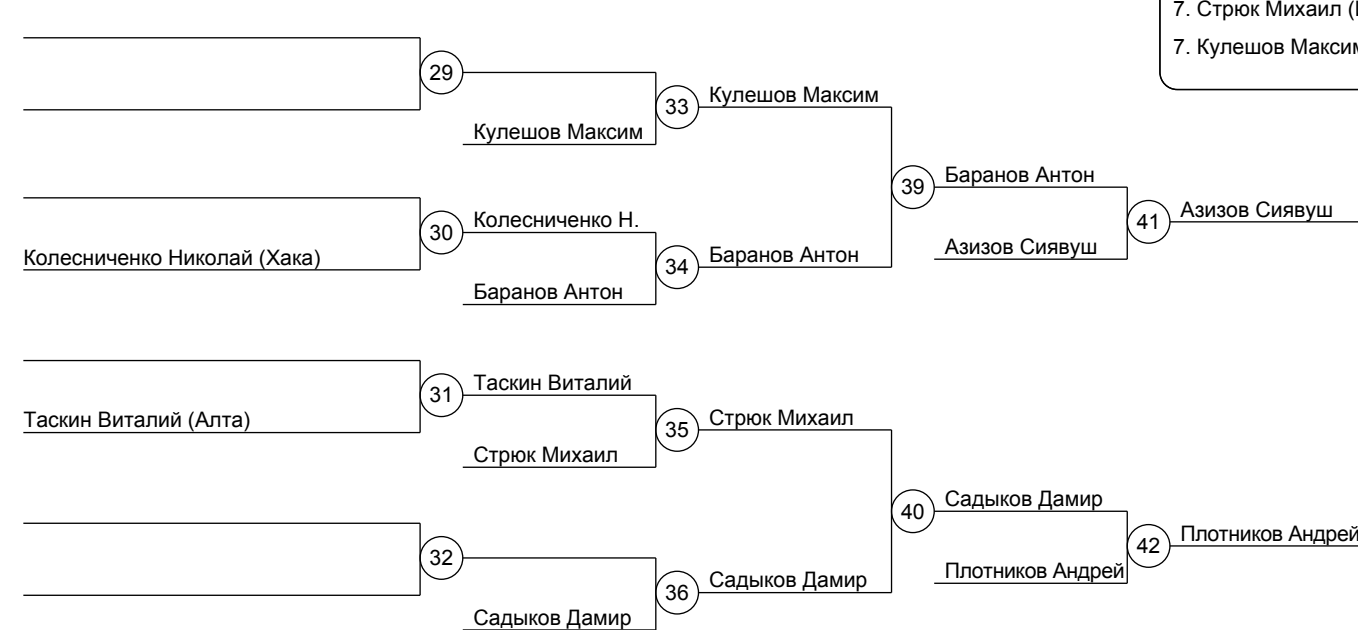 7. Стрюк Михаил (
7. Кулешов Максим
29
33
Кулешов Максим
Кулешов Максим
39
Баранов Антон
41
Азизов Сиявуш
Азизов Сиявуш
30
Колесниченко Н.
Колесниченко Николай (Хака)
34
Баранов Антон
Баранов Антон
31
Таскин Виталий
Таскин Виталий (Алта)
35
Стрюк Михаил
Стрюк Михаил
40
Садыков Дамир
42
Плотников Андрей
Плотников Андрей
32
36
Садыков Дамир
Садыков Дамир